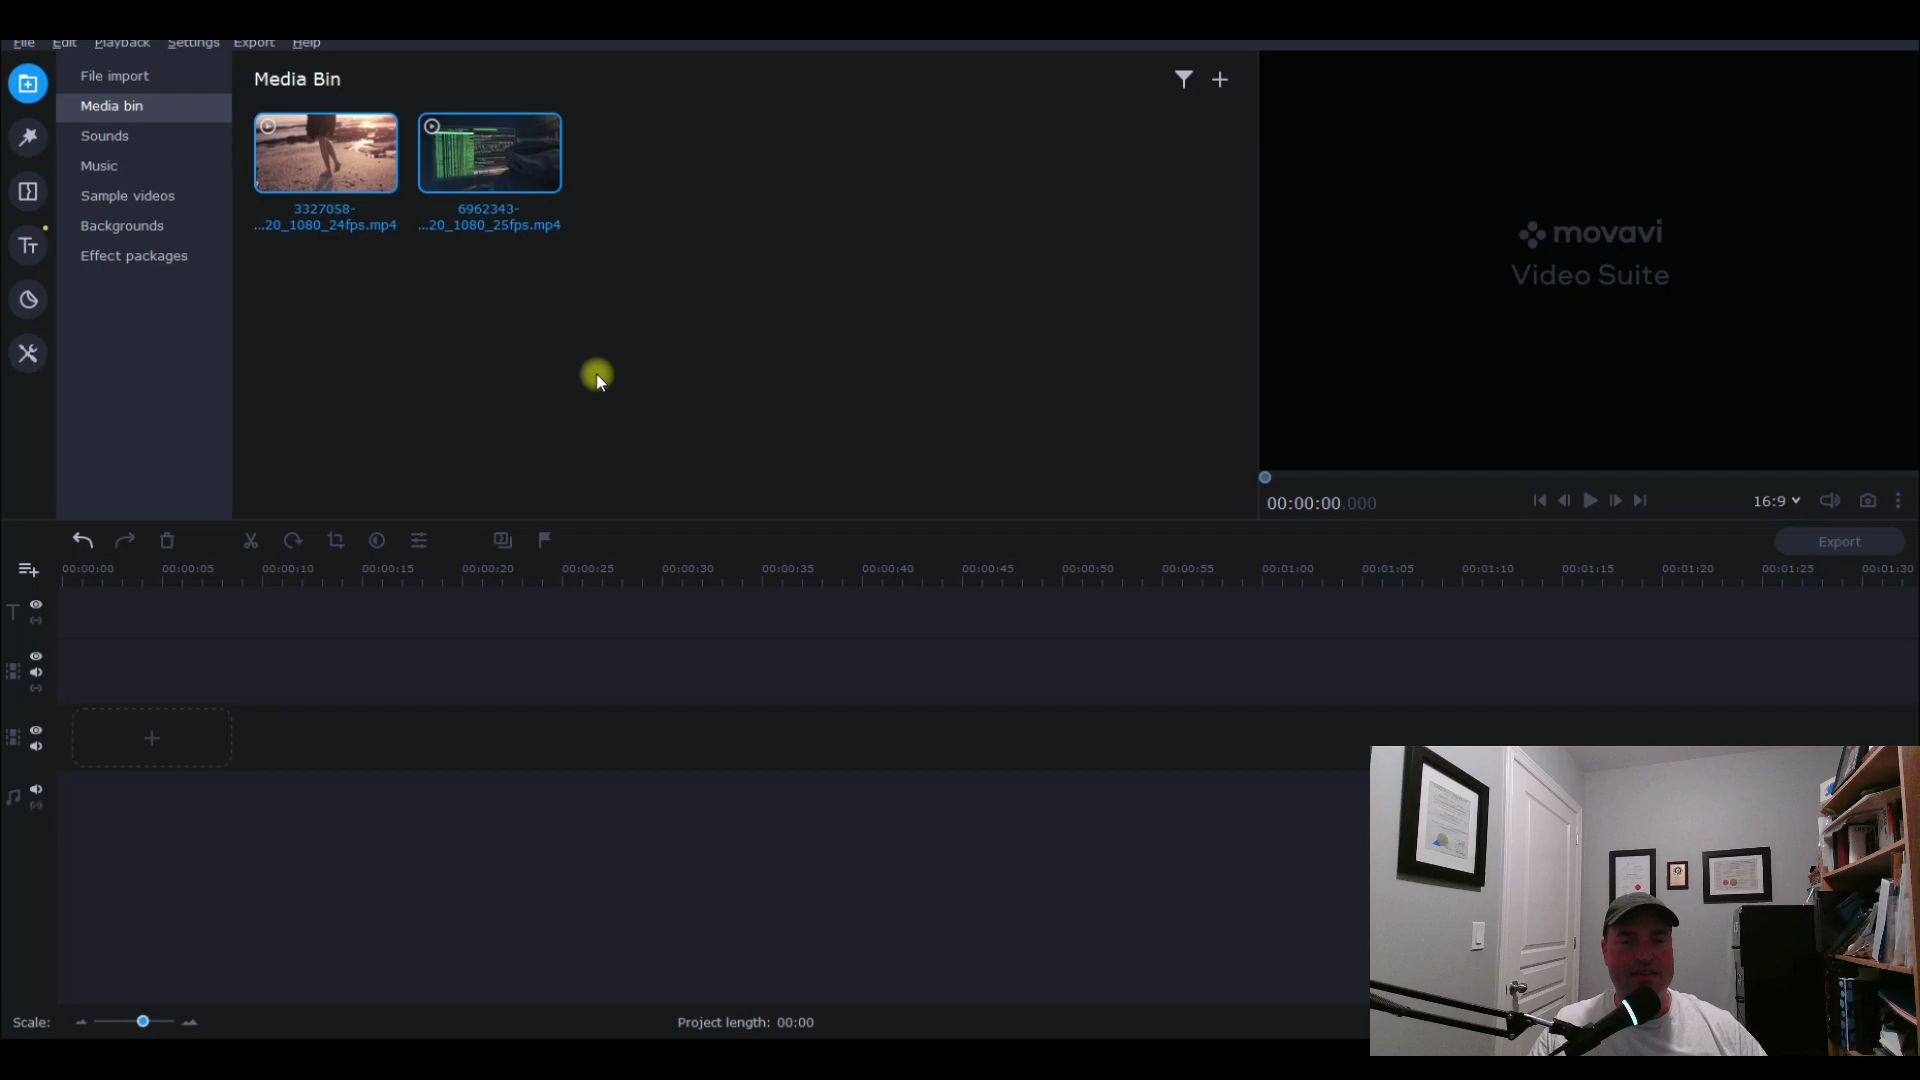 File Edit Playback Settings Export Help
File import
Media bin
Sounds
Music
Sample videos
Backgrounds
Effect packages
Media Bin
3327058-
...20_1080_24fps.mp4
6962343-
...20_1080_25fps.mp4
movavi
Video Suite
00:00:00.000
16:9
Export
00:00:00 00:00:05 00:00:10 00:00:15 00:00:20 00:00:25 00:00:30 00:00:35 00:00:40 00:00:45 00:00:50 00:00:55 00:01:00 00:01:05 00:01:10 00:01:15 00:01:20 00:01:25 00:01:30
Scale:
Project length: 00:00